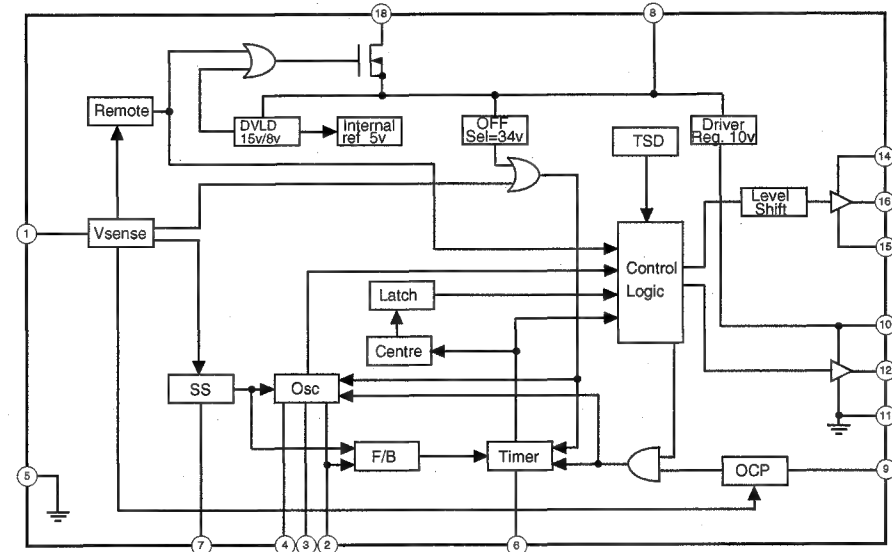 18
8
Remote
DVLD
15v/8v
Internal
ref 5v
OFF
Sel=34v
Driver
Reg. 10v
TSD
14
Level
Shift
16
1
Vsense
15
Control
Logic
Latch
10
Centre
12
SS
Osc
11
F/B
Timer
OCP
9
5
7
4
3
2
6